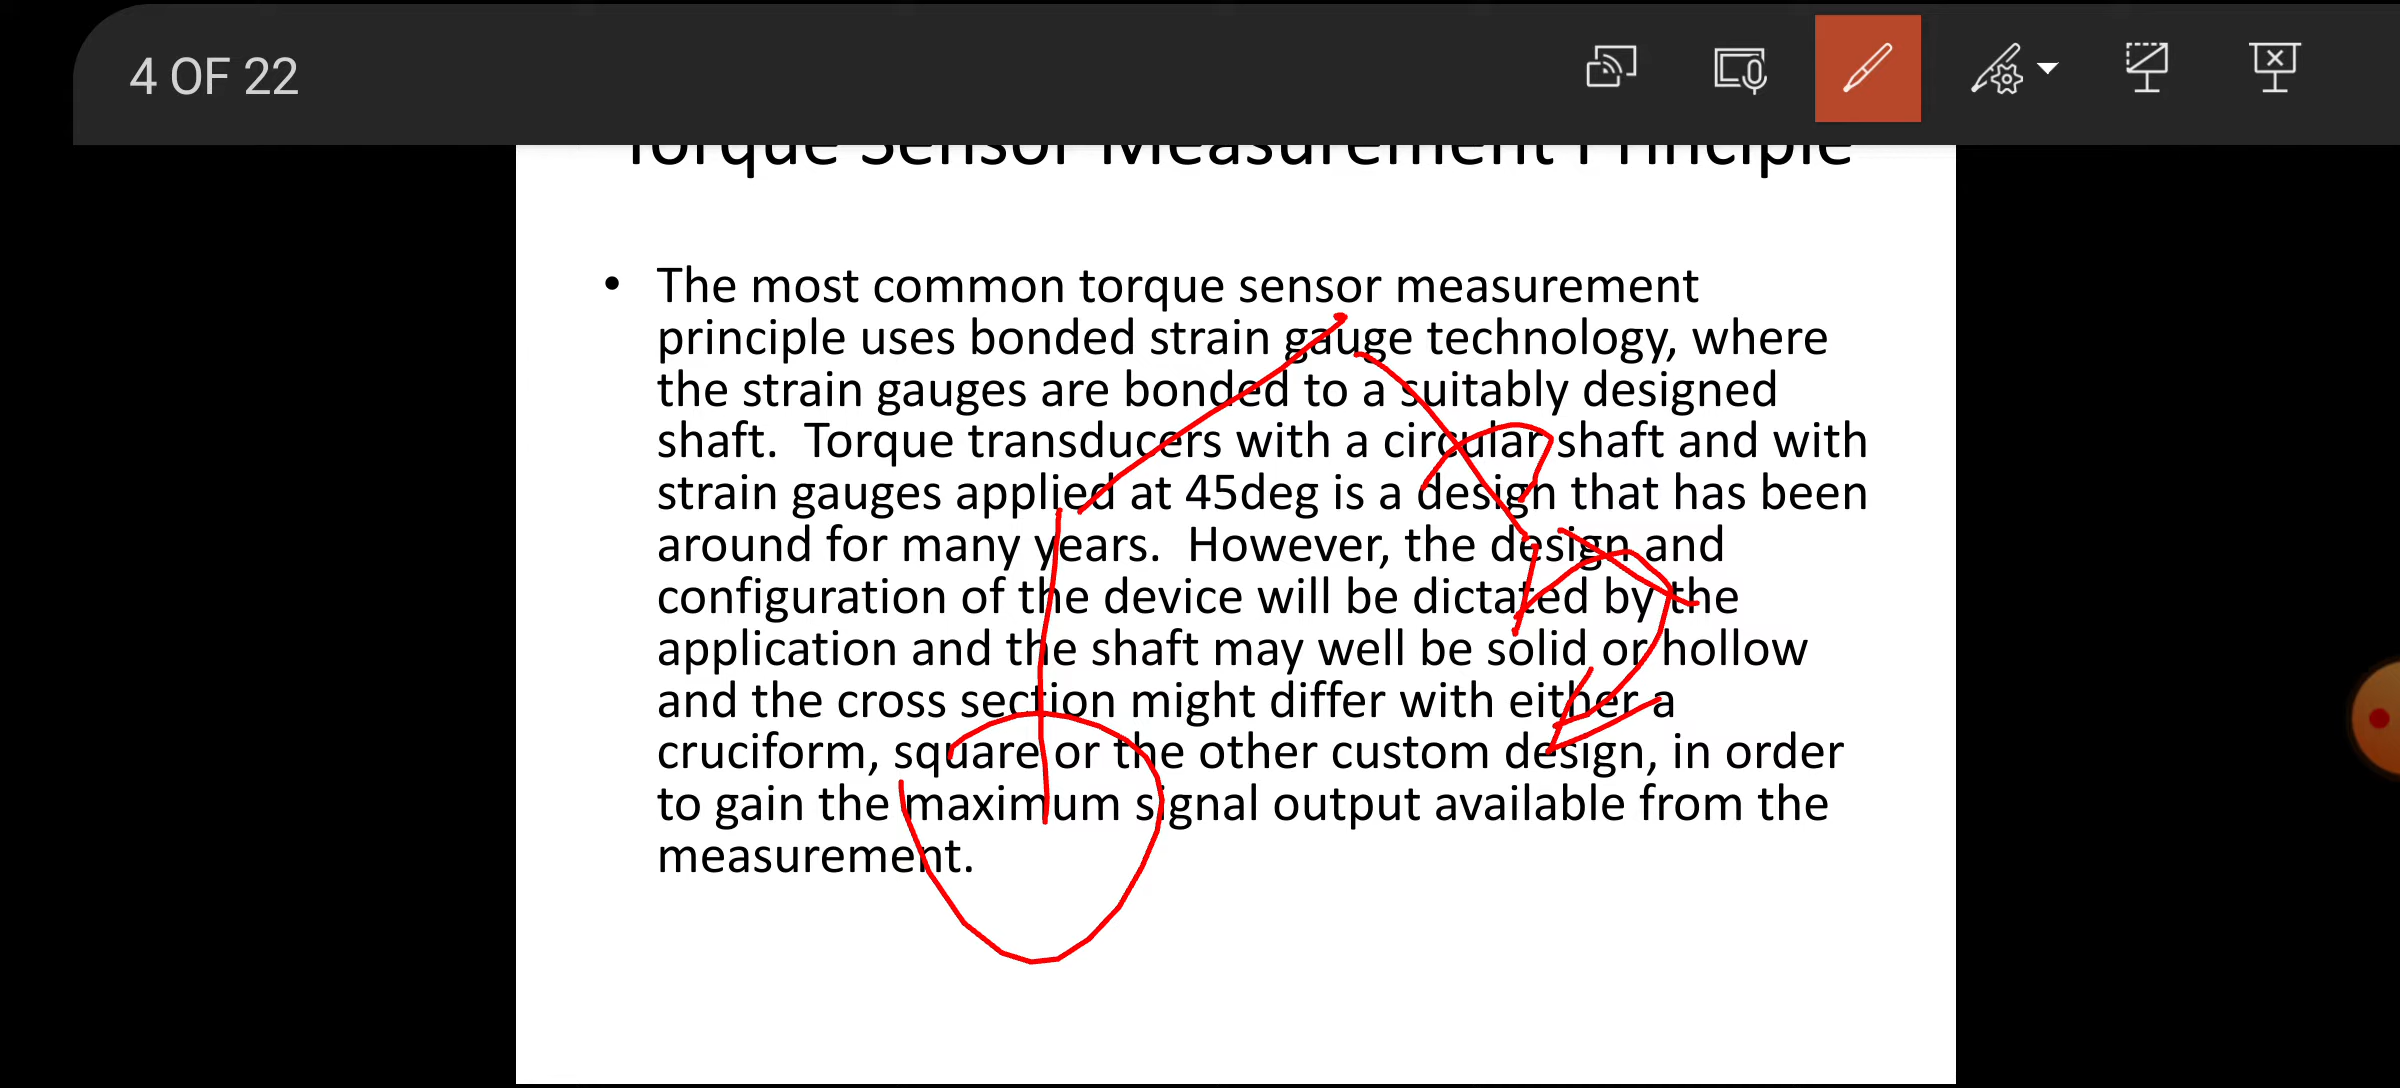 4 OF 22
Torque Sensor Measurement Principle
• The most common torque sensor measurement
principle uses bonded strain gauge technology, where
the strain gauges are bonded to a suitably designed
shaft.  Torque transducers with a circular shaft and with
strain gauges applied at 45deg is a design that has been
around for many years.  However, the design and
configuration of the device will be dictated by the
application and the shaft may well be solid or hollow
and the cross section might differ with either a
cruciform, square or the other custom design, in order
to gain the maximum signal output available from the
measurement.